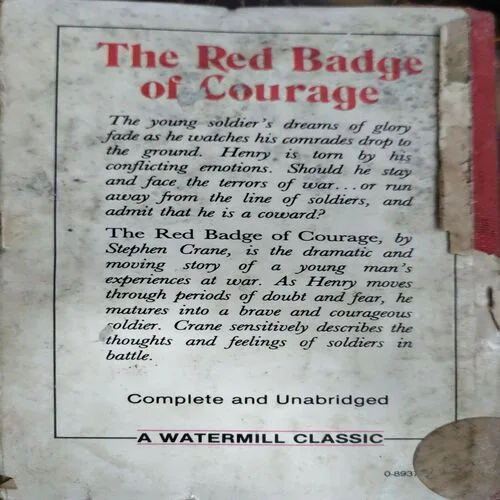 The Red Badge
of Courage
The young soldier's dreams of glory
fade as he watches his comrades drop to
the ground. Henry is torn by his
conflicting emotions. Should he stay
and face the terrors of war...or run
away from the line of soldiers, and
admit that he is a coward?
The Red Badge of Courage, by
Stephen Crane, is the dramatic and
moving story of a young man's
experiences at war. As Henry moves
through periods of doubt and fear, he
matures into a brave and courageous
soldier. Crane sensitively describes the
thoughts and feelings of soldiers in
battle.
Complete and Unabridged
A WATERMILL CLASSIC
0-893